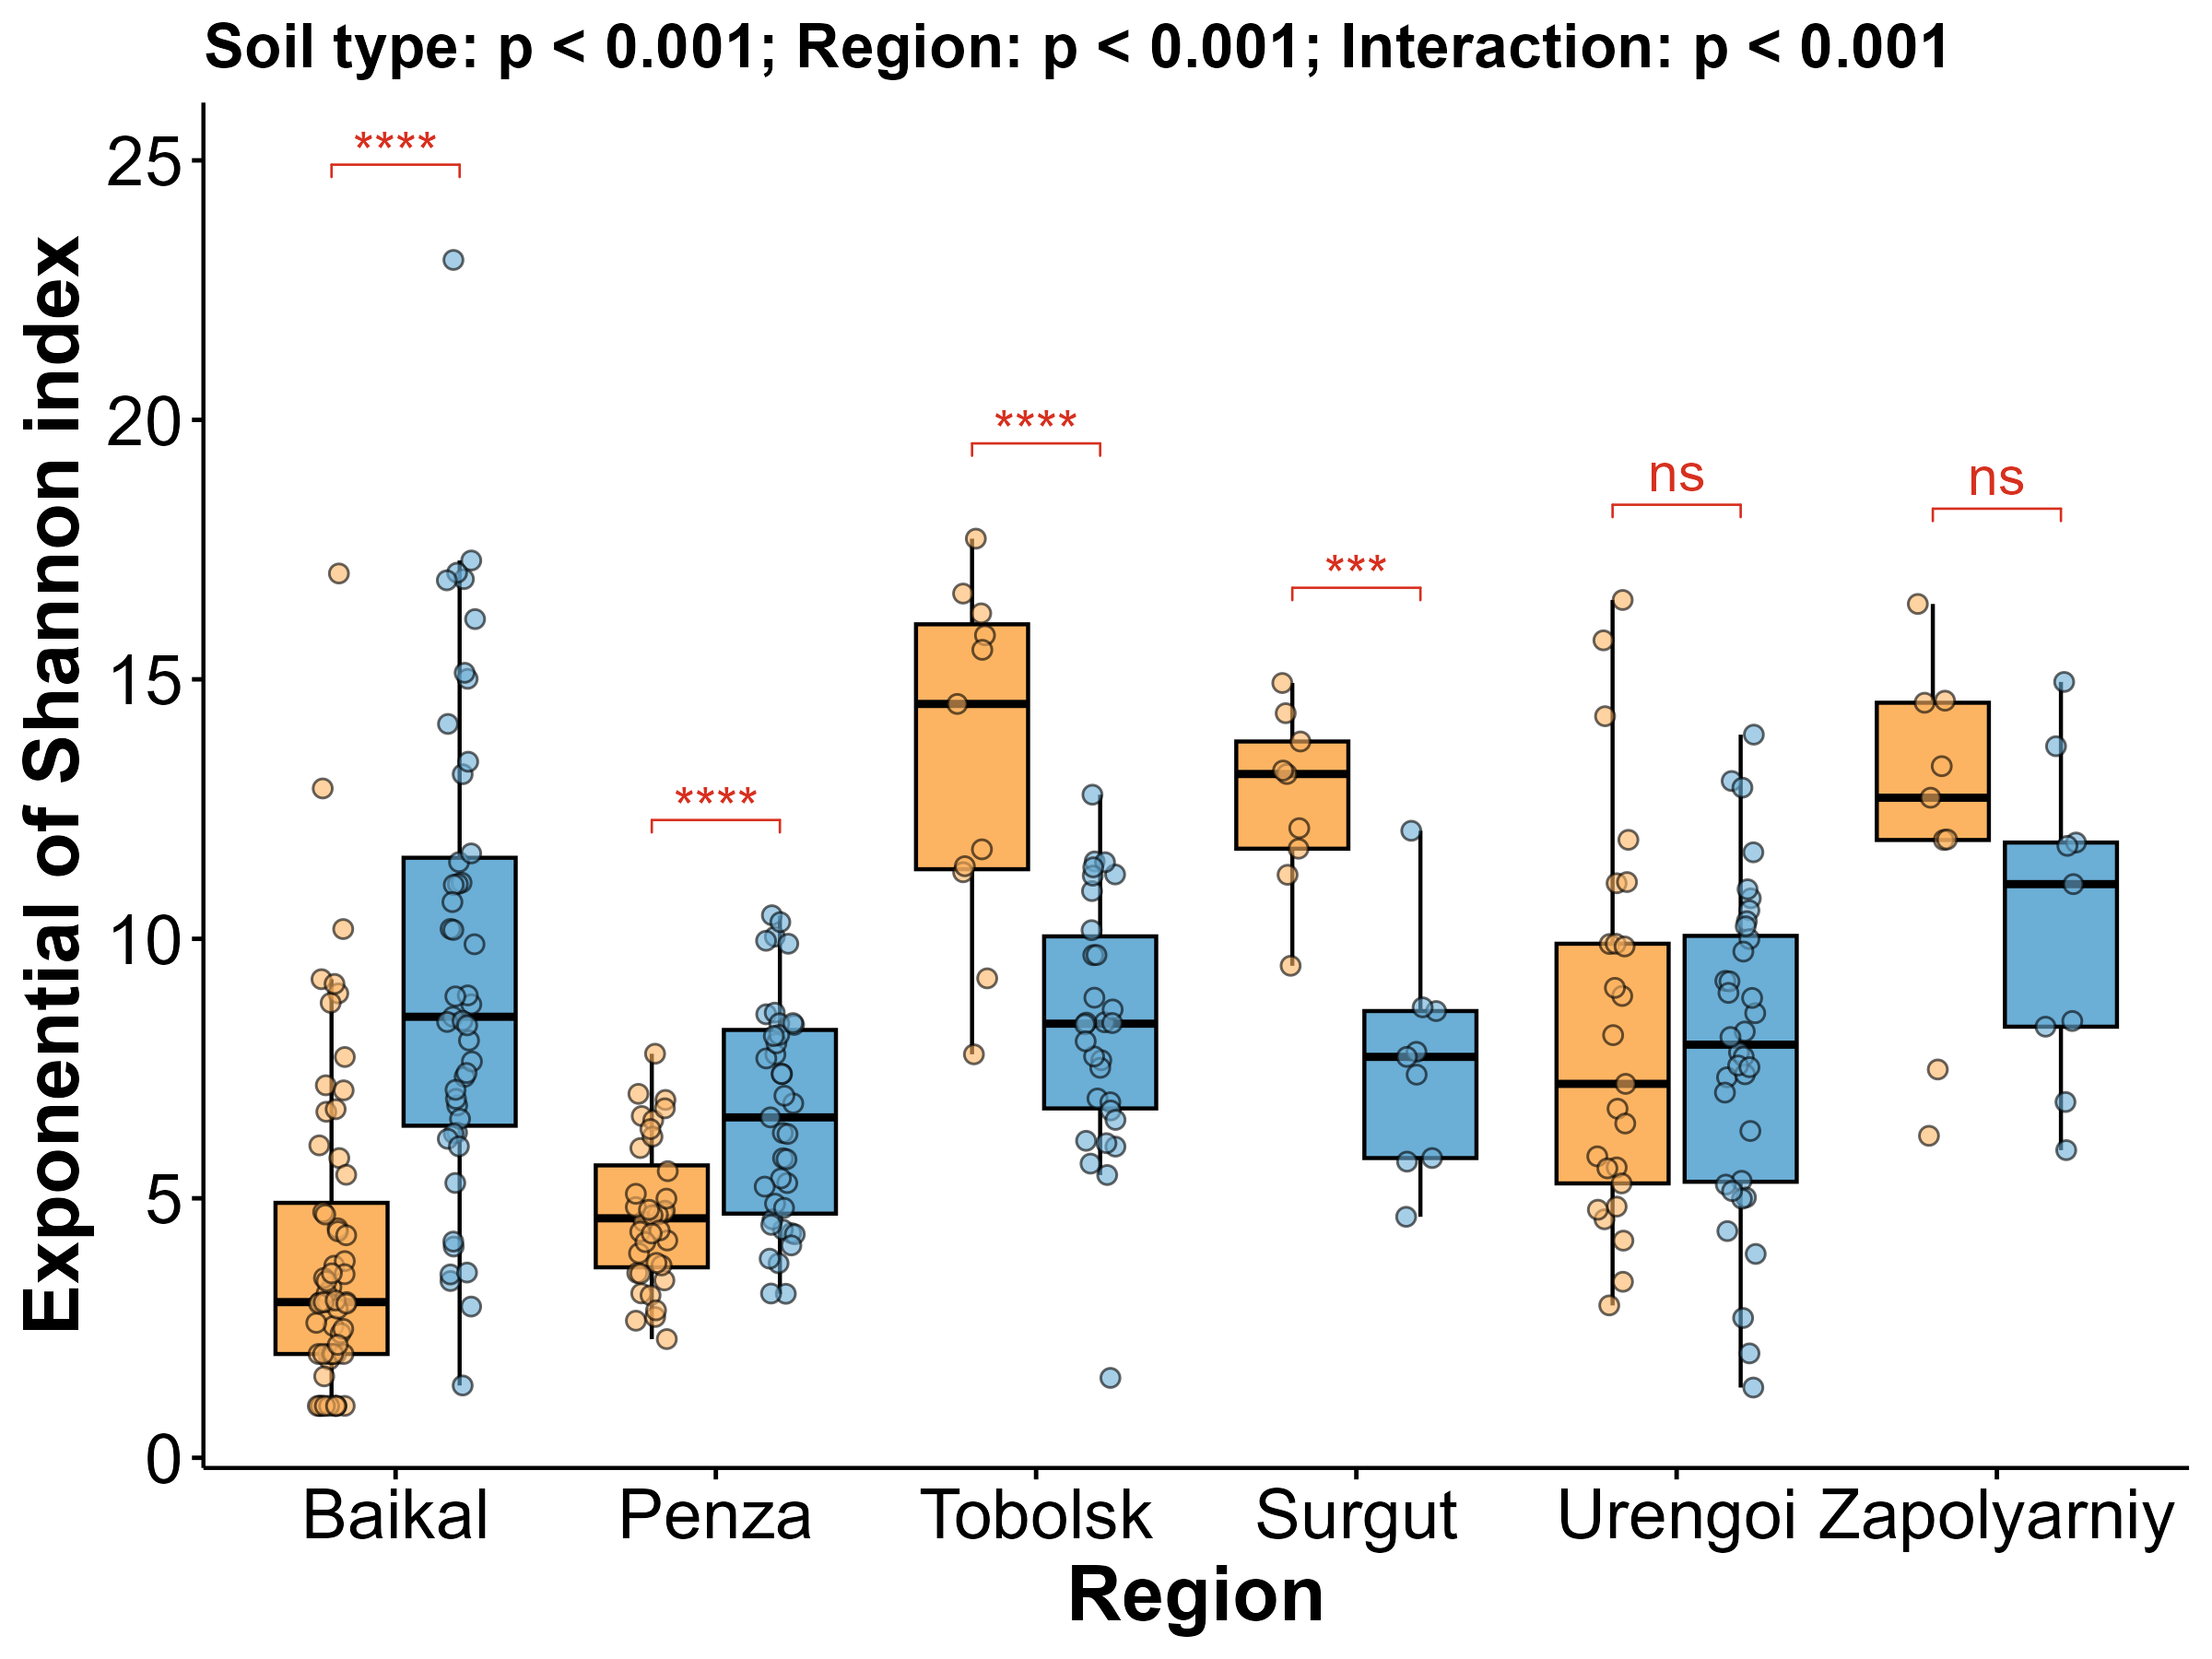 Soil type: p < 0.001; Region: p < 0.001; Interaction: p < 0.001
Exponential of Shannon index
25
20
15
10
5
0
****
****
****
***
ns
ns
Baikal
Penza
Tobolsk
Surgut
Urengoi
Zapolyarniy
Region